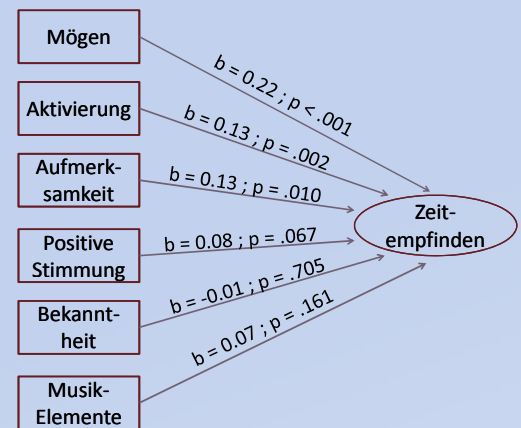 Mögen
b = 0.22 ; p < .001
Aktivierung
b = 0.13 ; p = .002
Aufmerk-
samkeit
b = 0.13 ; p = .010
Zeit-
empfinden
Positive
Stimmung
b = 0.08 ; p = .067
Bekannt-
heit
b = -0.01 ; p = .705
Musik-
Elemente
b = 0.07 ; p = .161